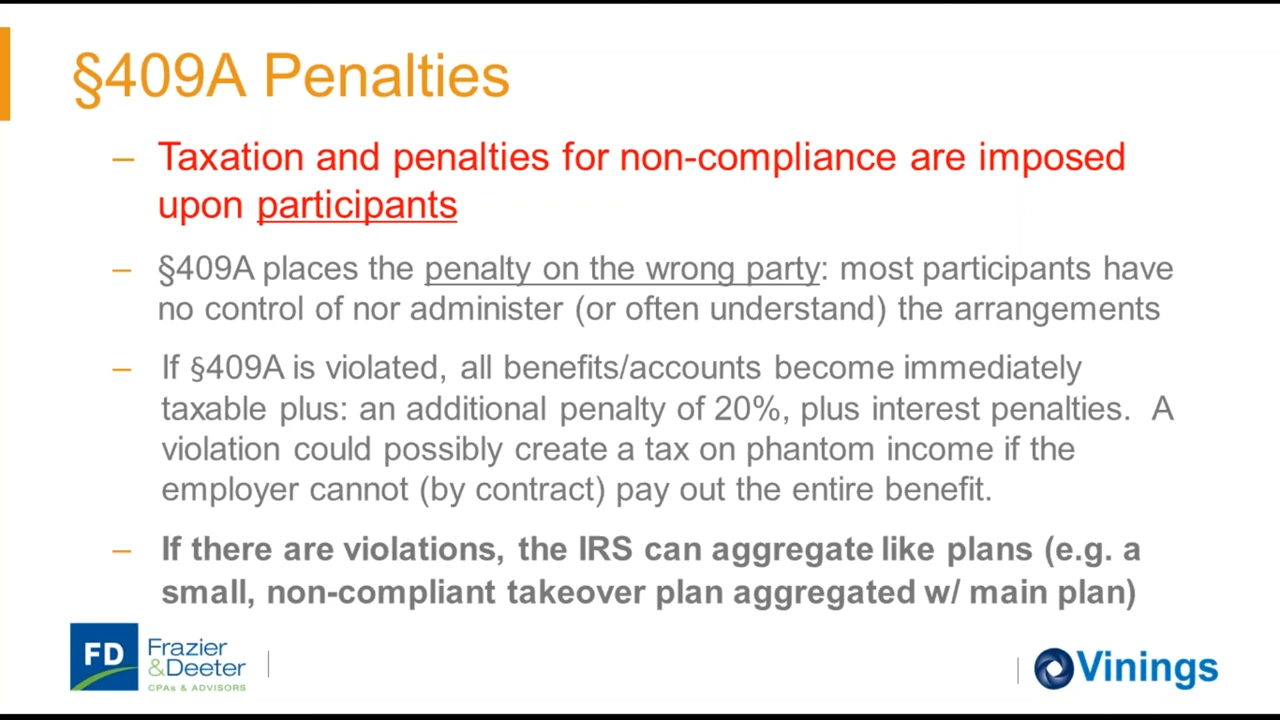 §409A Penalties
– Taxation and penalties for non-compliance are imposed
upon participants
– §409A places the penalty on the wrong party: most participants have
no control of nor administer (or often understand) the arrangements
– If §409A is violated, all benefits/accounts become immediately
taxable plus: an additional penalty of 20%, plus interest penalties. A
violation could possibly create a tax on phantom income if the
employer cannot (by contract) pay out the entire benefit.
– If there are violations, the IRS can aggregate like plans (e.g. a
small, non-compliant takeover plan aggregated w/ main plan)
FD
Frazier
&Deeter
CPAs & ADVISORS
Vinings